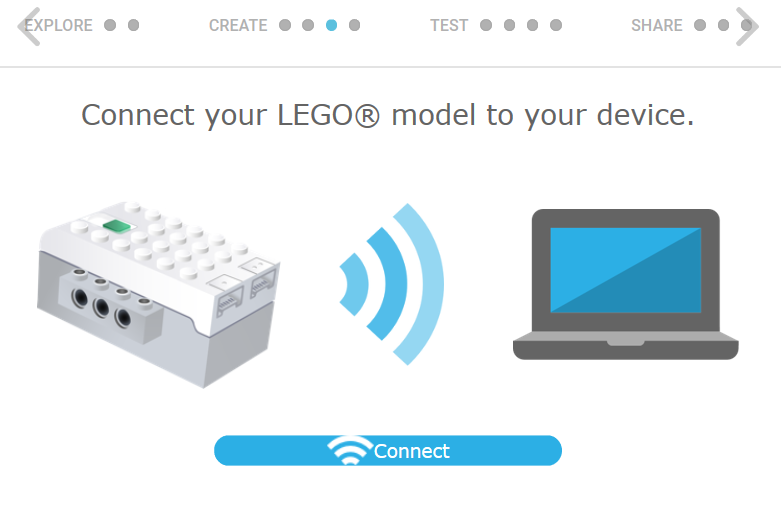 EXPLORE CREATE TEST SHARE
Connect your LEGO® model to your device.
Connect